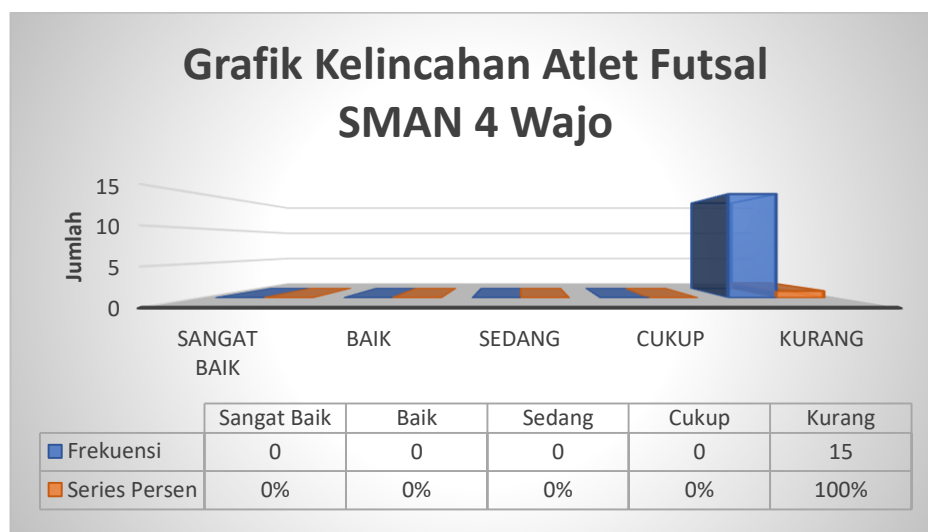 Grafik Kelincahan Atlet Futsal
SMAN 4 Wajo
Jumlah
15
10
5
0
SANGAT
BAIK
BAIK
SEDANG
CUKUP
KURANG
Sangat Baik Baik Sedang Cukup Kurang
Frekuensi 0 0 0 0 15
Series Persen 0% 0% 0% 0% 100%